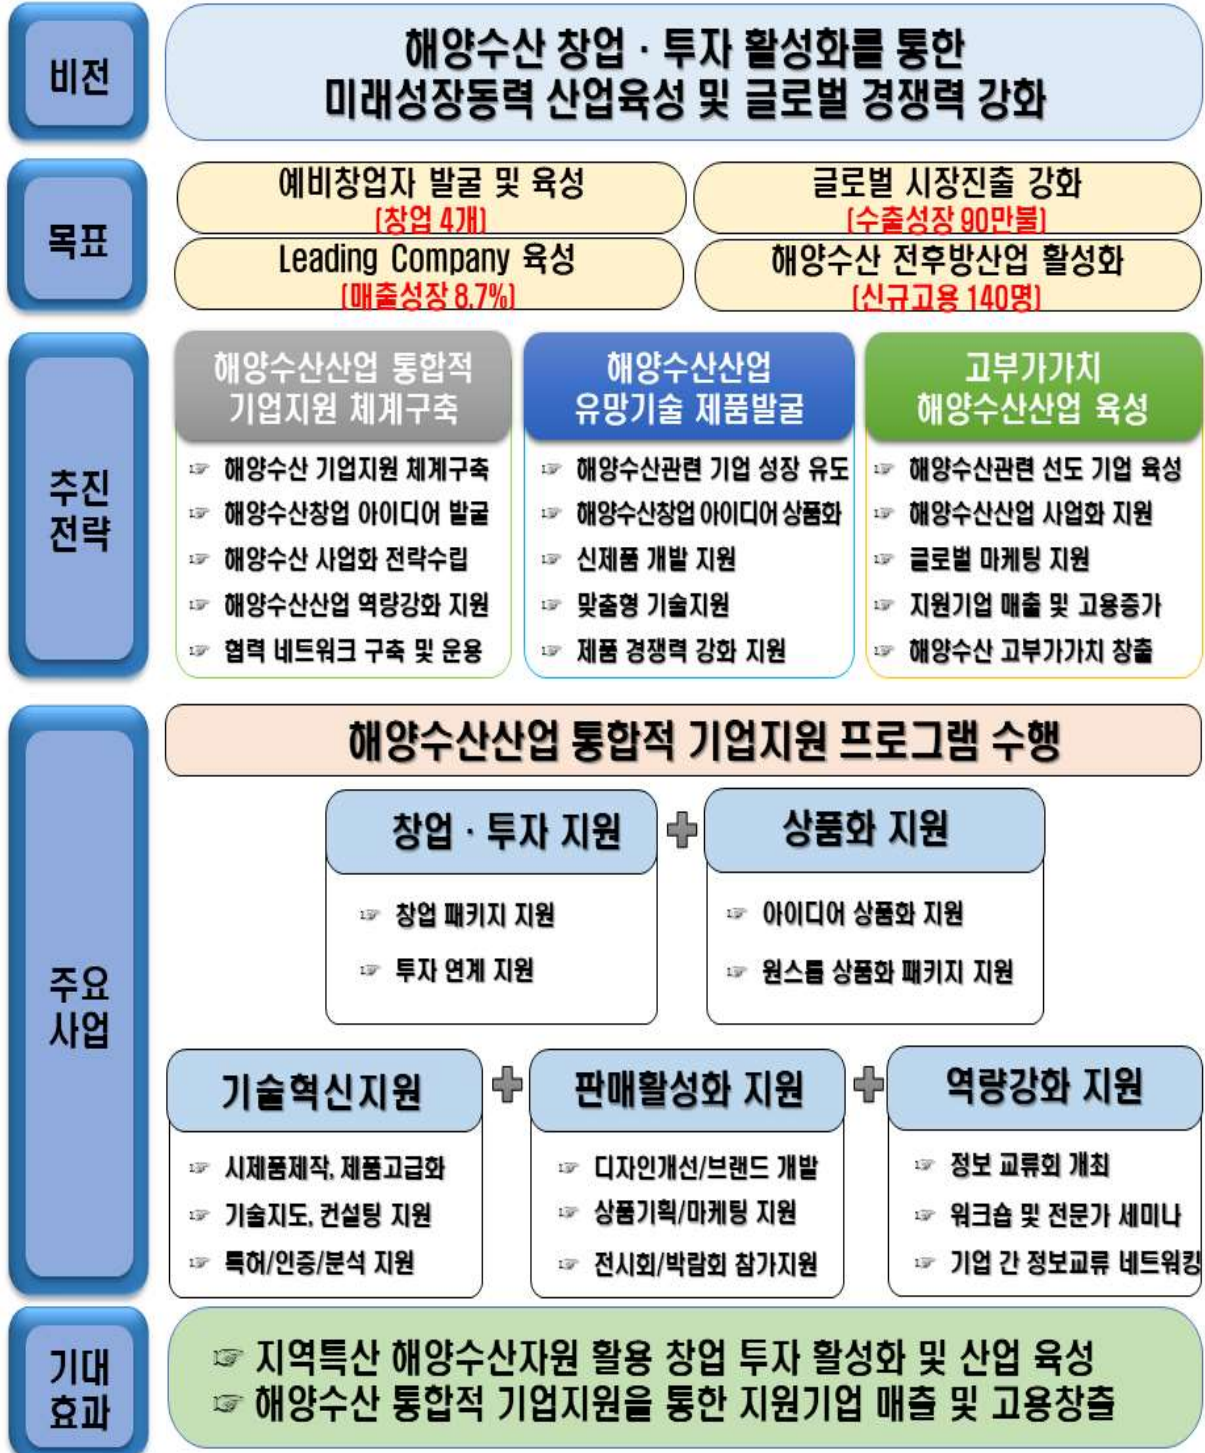 비전
해양수산 창업 · 투자 활성화를 통한
미래성장동력 산업육성 및 글로벌 경쟁력 강화
목표
예비창업자 발굴 및 육성
(창업 4개)
글로벌 시장진출 강화
(수출성장 90만불)
Leading Company 육성
(매출성장 8.7%)
해양수산 전후방산업 활성화
(신규고용 140명)
추진
전략
해양수산산업 통합적
기업지원 체계구축
☞ 해양수산 기업지원 체계구축
☞ 해양수산창업 아이디어 발굴
☞ 해양수산 사업화 전략수립
☞ 해양수산산업 역량강화 지원
☞ 협력 네트워크 구축 및 운용
해양수산산업
유망기술 제품발굴
☞ 해양수산관련 기업 성장 유도
☞ 해양수산창업 아이디어 상품화
☞ 신제품 개발 지원
☞ 맞춤형 기술지원
☞ 제품 경쟁력 강화 지원
고부가가치
해양수산산업 육성
☞ 해양수산관련 선도 기업 육성
☞ 해양수산산업 사업화 지원
☞ 글로벌 마케팅 지원
☞ 지원기업 매출 및 고용증가
☞ 해양수산 고부가가치 창출
주요
사업
해양수산산업 통합적 기업지원 프로그램 수행
창업 · 투자 지원
☞ 창업 패키지 지원
☞ 투자 연계 지원
상품화 지원
☞ 아이디어 상품화 지원
☞ 원스톱 상품화 패키지 지원
기술혁신지원
☞ 시제품제작, 제품고급화
☞ 기술지도, 컨설팅 지원
☞ 특허/인증/분석 지원
판매활성화 지원
☞ 디자인개선/브랜드 개발
☞ 상품기획/마케팅 지원
☞ 전시회/박람회 참가지원
역량강화 지원
☞ 정보 교류회 개최
☞ 워크숍 및 전문가 세미나
☞ 기업 간 정보교류 네트워킹
기대
효과
☞ 지역특산 해양수산자원 활용 창업 투자 활성화 및 산업 육성
☞ 해양수산 통합적 기업지원을 통한 지원기업 매출 및 고용창출